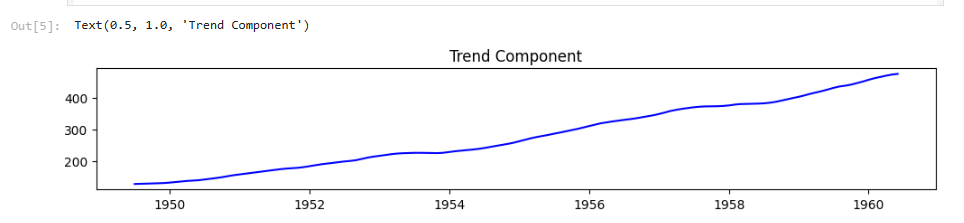 Out[5]: Text(0.5, 1.0, 'Trend Component')
Trend Component
400
300
200
1950 1952 1954 1956 1958 1960